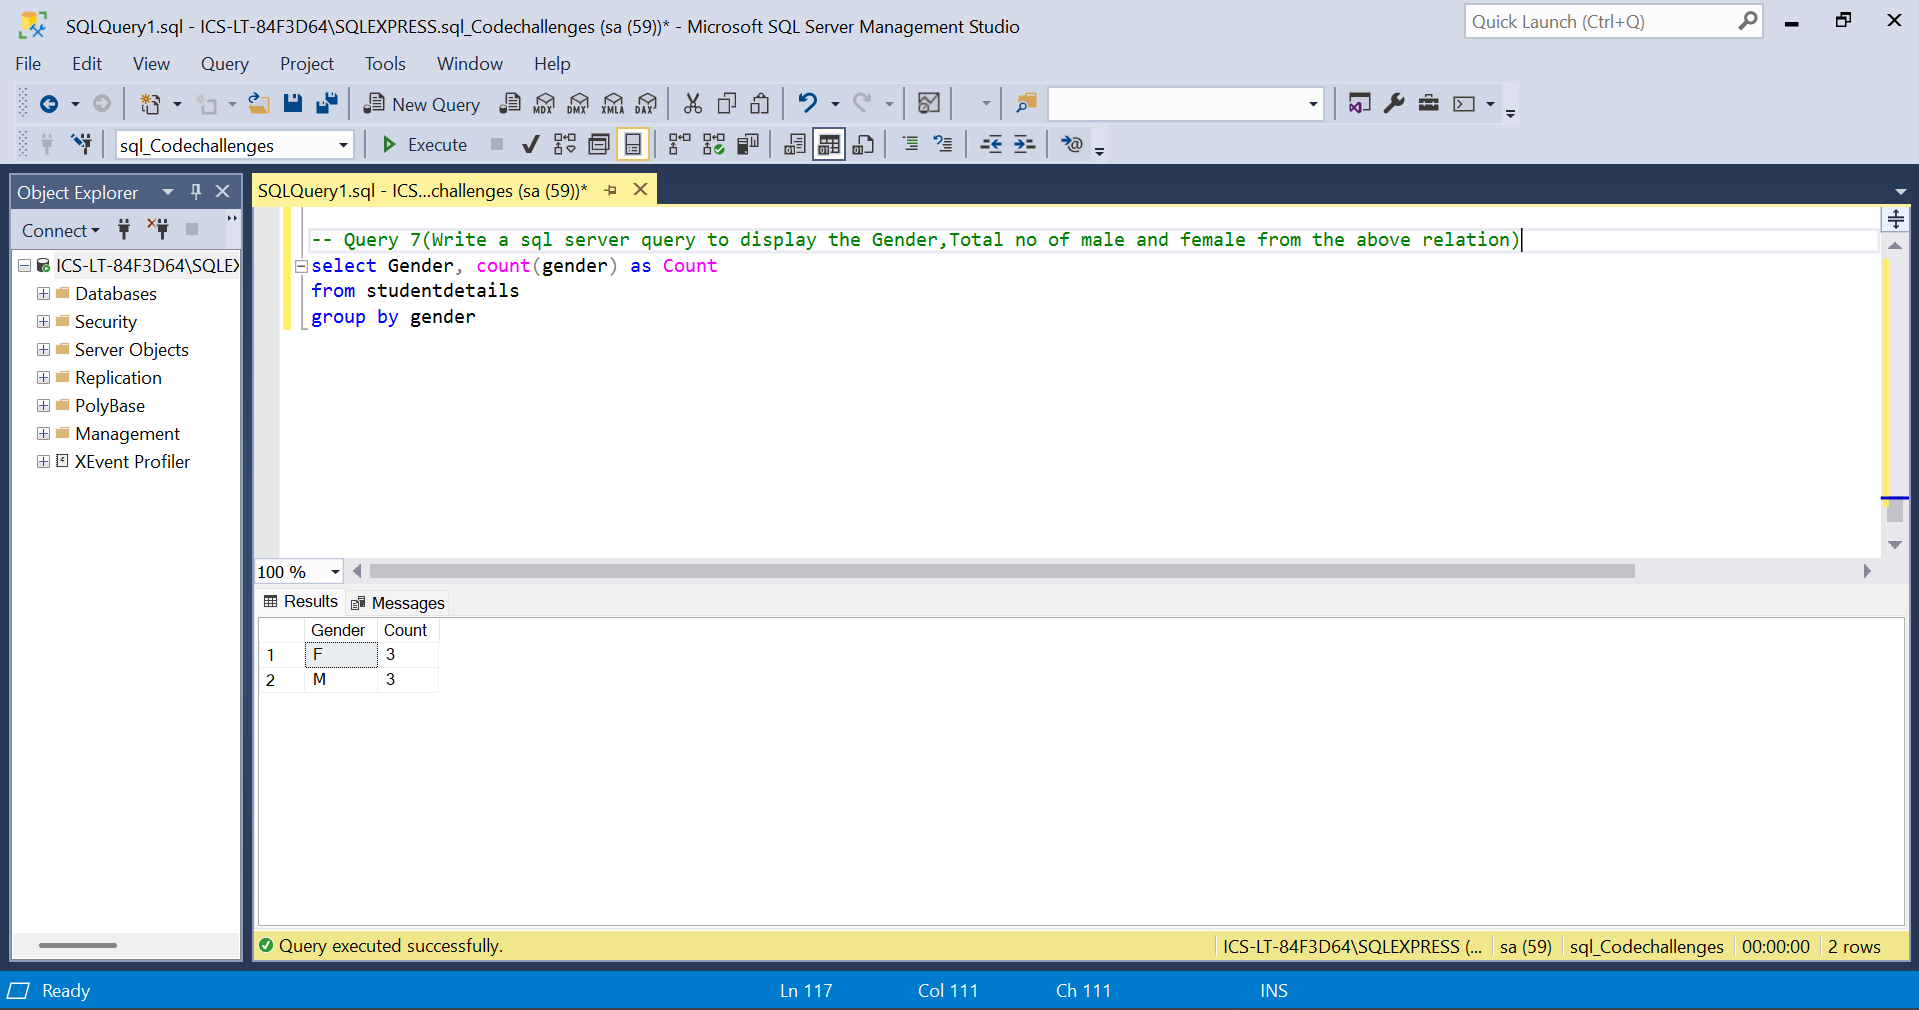 SQLQuery1.sql - ICS-LT-84F3D64\SQLEXPRESS.sql_Codechallenges (sa (59))* - Microsoft SQL Server Management Studio
Quick Launch (Ctrl+Q)
File Edit View Query Project Tools Window Help
New Query MDX DMX XMLA DAX
sql_Codechallenges Execute
Object Explorer
Connect
ICS-LT-84F3D64\SQLEX
Databases
Security
Server Objects
Replication
PolyBase
Management
XEvent Profiler
SQLQuery1.sql - ICS...challenges (sa (59))*
-- Query 7(Write a sql server query to display the Gender,Total no of male and female from the above relation)
select Gender, count(gender) as Count
from studentdetails
group by gender
100 %
Results Messages
Gender Count
1 F 3
2 M 3
Query executed successfully. ICS-LT-84F3D64\SQLEXPRESS (... sa (59) sql_Codechallenges 00:00:00 2 rows
Ready Ln 117 Col 111 Ch 111 INS